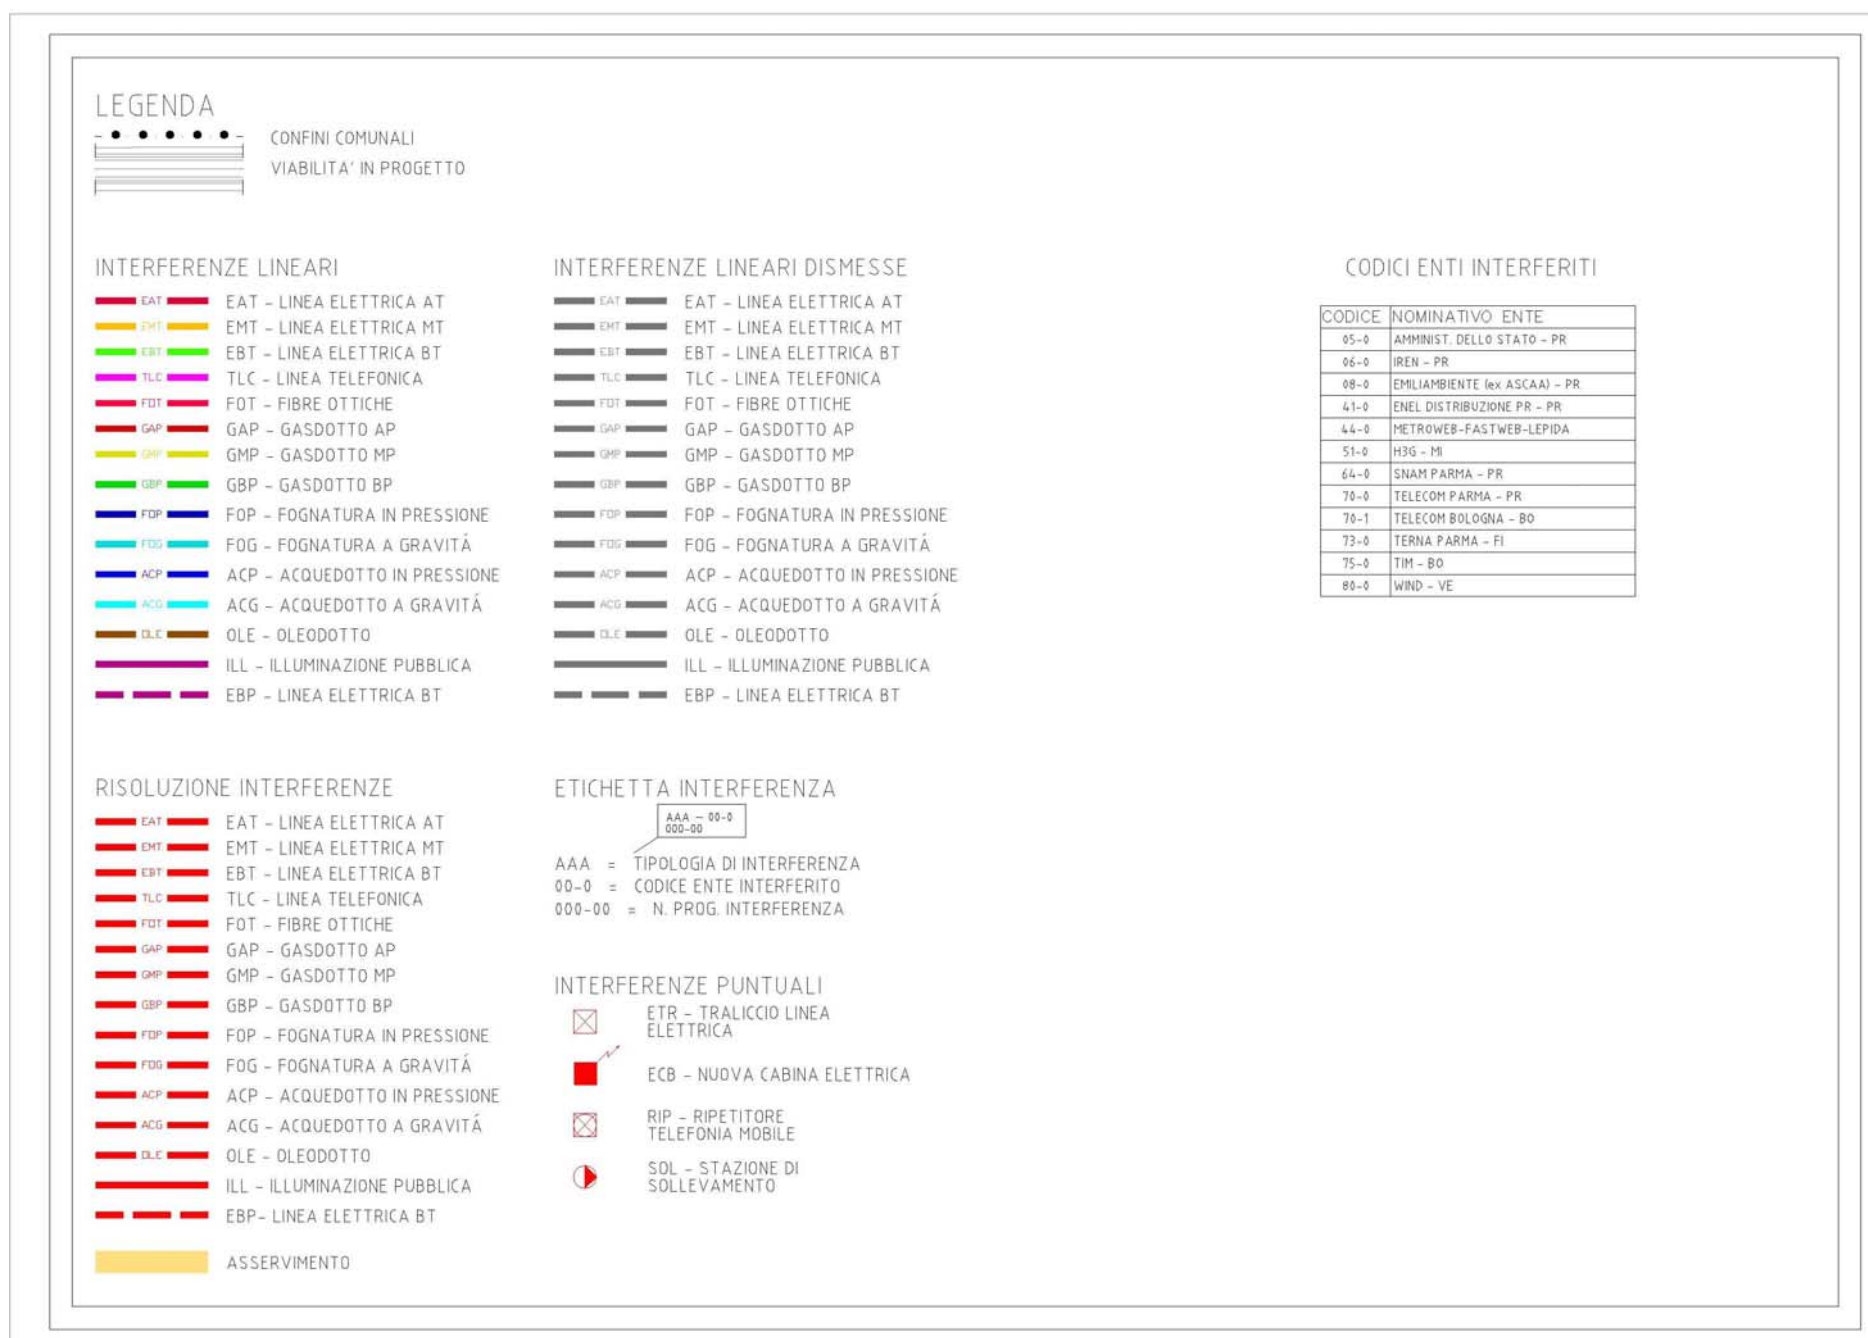 LEGENDA
CONFINI COMUNALI
VIABILITA' IN PROGETTO
INTERFERENZE LINEARI
EAT EAT – LINEA ELETTRICA AT
EMT EMT – LINEA ELETTRICA MT
EBT EBT – LINEA ELETTRICA BT
TLC TLC – LINEA TELEFONICA
FOT FOT – FIBRE OTTICHE
GAP GAP – GASDOTTO AP
GMP GMP – GASDOTTO MP
GBP GBP – GASDOTTO BP
FOP FOP – FOGNATURA IN PRESSIONE
FOG FOG – FOGNATURA A GRAVITÁ
ACP ACP – ACQUEDOTTO IN PRESSIONE
ACG ACG – ACQUEDOTTO A GRAVITÁ
OLE OLE – OLEODOTTO
ILL – ILLUMINAZIONE PUBBLICA
EBP – LINEA ELETTRICA BT
INTERFERENZE LINEARI DISMESSE
EAT EAT – LINEA ELETTRICA AT
EMT EMT – LINEA ELETTRICA MT
EBT EBT – LINEA ELETTRICA BT
TLC TLC – LINEA TELEFONICA
FOT FOT – FIBRE OTTICHE
GAP GAP – GASDOTTO AP
GMP GMP – GASDOTTO MP
GBP GBP – GASDOTTO BP
FOP FOP – FOGNATURA IN PRESSIONE
FOG FOG – FOGNATURA A GRAVITÁ
ACP ACP – ACQUEDOTTO IN PRESSIONE
ACG ACG – ACQUEDOTTO A GRAVITÁ
OLE OLE – OLEODOTTO
ILL – ILLUMINAZIONE PUBBLICA
EBP – LINEA ELETTRICA BT
CODICI ENTI INTERFERITI
CODICE NOMINATIVO ENTE
05-0 AMMINIST. DELLO STATO – PR
06-0 IREN – PR
08-0 EMILIAMBIENTE (ex ASCAA) – PR
41-0 ENEL DISTRIBUZIONE PR – PR
44-0 METROWEB-FASTWEB-LEPIDA
51-0 H3G – MI
64-0 SNAM PARMA – PR
70-0 TELECOM PARMA – PR
70-1 TELECOM BOLOGNA – BO
73-0 TERNA PARMA – FI
75-0 TIM – BO
80-0 WIND – VE
RISOLUZIONE INTERFERENZE
EAT EAT – LINEA ELETTRICA AT
EMT EMT – LINEA ELETTRICA MT
EBT EBT – LINEA ELETTRICA BT
TLC TLC – LINEA TELEFONICA
FOT FOT – FIBRE OTTICHE
GAP GAP – GASDOTTO AP
GMP GMP – GASDOTTO MP
GBP GBP – GASDOTTO BP
FOP FOP – FOGNATURA IN PRESSIONE
FOG FOG – FOGNATURA A GRAVITÁ
ACP ACP – ACQUEDOTTO IN PRESSIONE
ACG ACG – ACQUEDOTTO A GRAVITÁ
OLE OLE – OLEODOTTO
ILL – ILLUMINAZIONE PUBBLICA
EBP– LINEA ELETTRICA BT
ASSERVIMENTO
ETICHETTA INTERFERENZA
AAA – 00-0
000-00
AAA = TIPOLOGIA DI INTERFERENZA
00-0 = CODICE ENTE INTERFERITO
000-00 = N. PROG. INTERFERENZA
INTERFERENZE PUNTUALI
ETR – TRALICCIO LINEA
ELETTRICA
ECB – NUOVA CABINA ELETTRICA
RIP – RIPETITORE
TELEFONIA MOBILE
SOL – STAZIONE DI
SOLLEVAMENTO